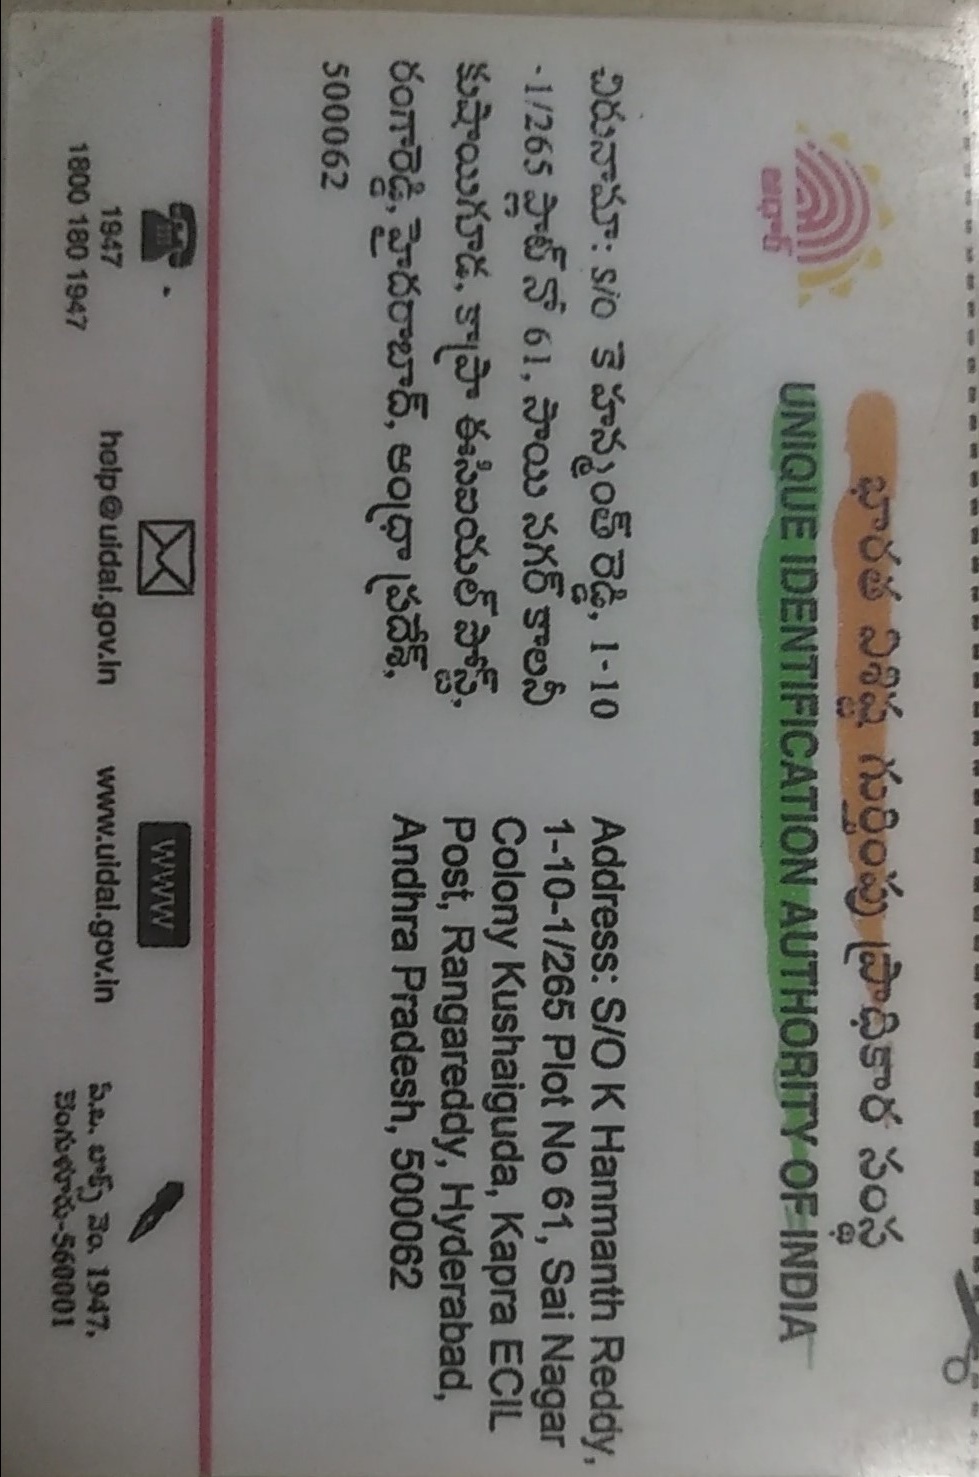 భారత విశిష్ట గుర్తింపు ప్రాధికార సంస్థ
UNIQUE IDENTIFICATION AUTHORITY OF INDIA
ఆధార్
చిరునామా: S/O కె హన్మంత్ రెడ్డి, 1-10
-1/265 ప్లాట్ నో 61, సాయి నగర్ కాలనీ
కుషాయిగూడ, కాప్రా ఈసిఐయల్ పోస్ట్,
రంగారెడ్డి, హైదరాబాద్, ఆంధ్రా ప్రదేశ్,
500062
Address: S/O K Hanmanth Reddy,
1-10-1/265 Plot No 61, Sai Nagar
Colony Kushaiguda, Kapra ECIL
Post, Rangareddy, Hyderabad,
Andhra Pradesh, 500062
1947
1800 180 1947
help@uidai.gov.in
WWW
www.uidai.gov.in
పి.బి. బాక్స్ నెం. 1947,
బెంగుళూరు-560001